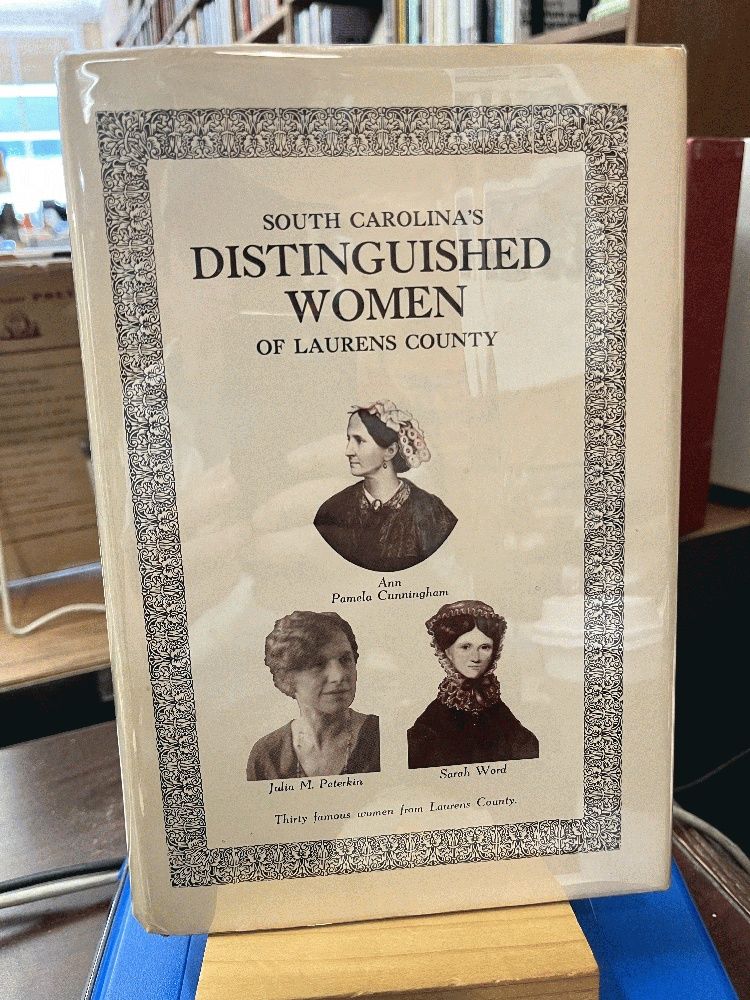 SOUTH CAROLINA'S
DISTINGUISHED
WOMEN
OF LAURENS COUNTY
Ann
Pamela Cunningham
Julia M. Peterkin
Sarah Word
Thirty famous women from Laurens County.